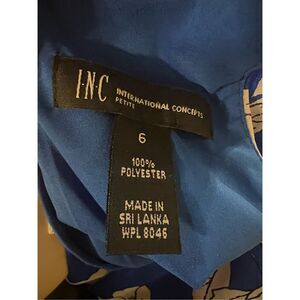 I·N·C INTERNATIONAL CONCEPTS
PETITE
6
100%
POLYESTER
MADE IN
SRI LANKA
WPL 8046